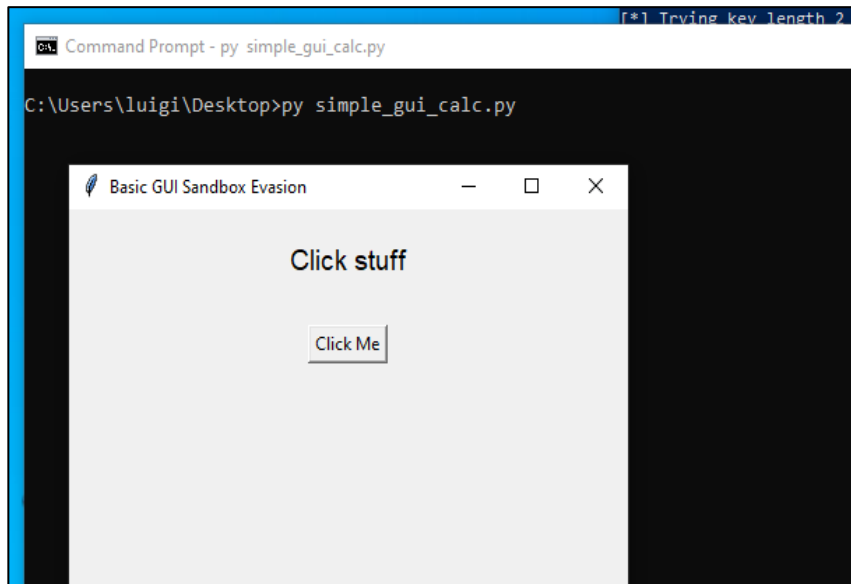 [*] Trying key length 2
Command Prompt - py  simple_gui_calc.py
C:\Users\luigi\Desktop>py simple_gui_calc.py
Basic GUI Sandbox Evasion
Click stuff
Click Me